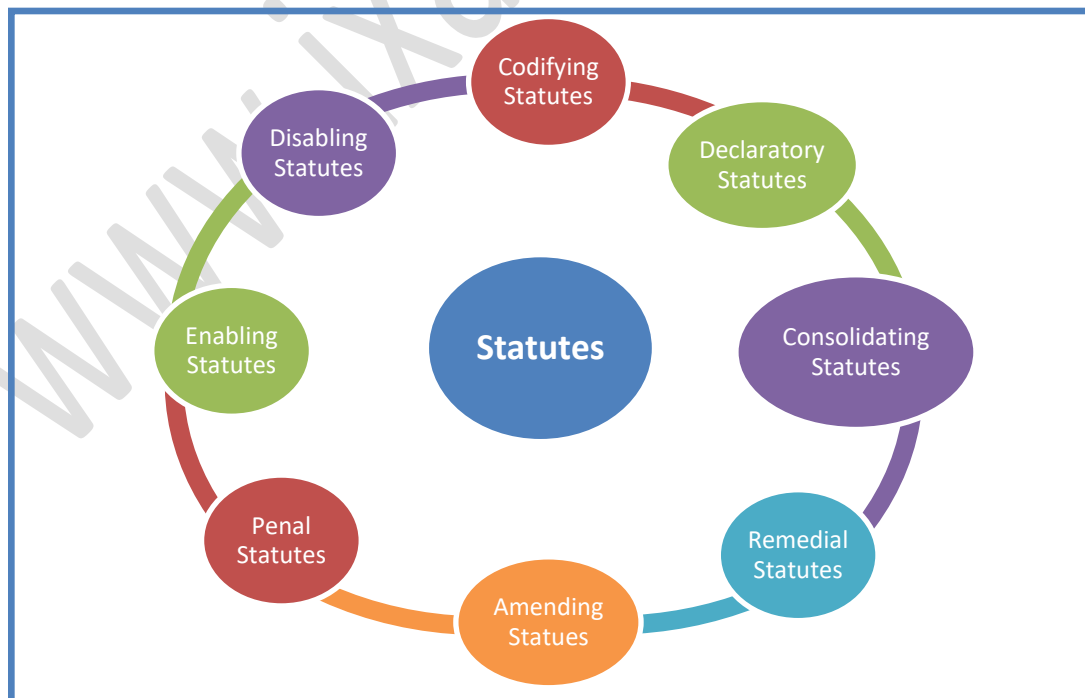 Codifying
Statutes
Declaratory
Statutes
Consolidating
Statutes
Remedial
Statutes
Amending
Statues
Penal
Statutes
Enabling
Statutes
Disabling
Statutes
Statutes